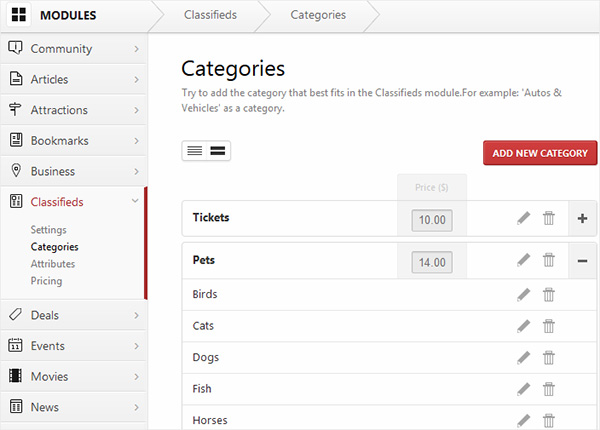 MODULES
Classifieds
Categories
Community
Articles
Attractions
Bookmarks
Business
Classifieds
Settings
Categories
Attributes
Pricing
Deals
Events
11
Movies
News
Categories
Try to add the category that best fits in the Classifieds module.For example: 'Autos &
Vehicles' as a category.
ADD NEW CATEGORY
Price ($)
Tickets 10.00
Pets 14.00
Birds
Cats
Dogs
Fish
Horses